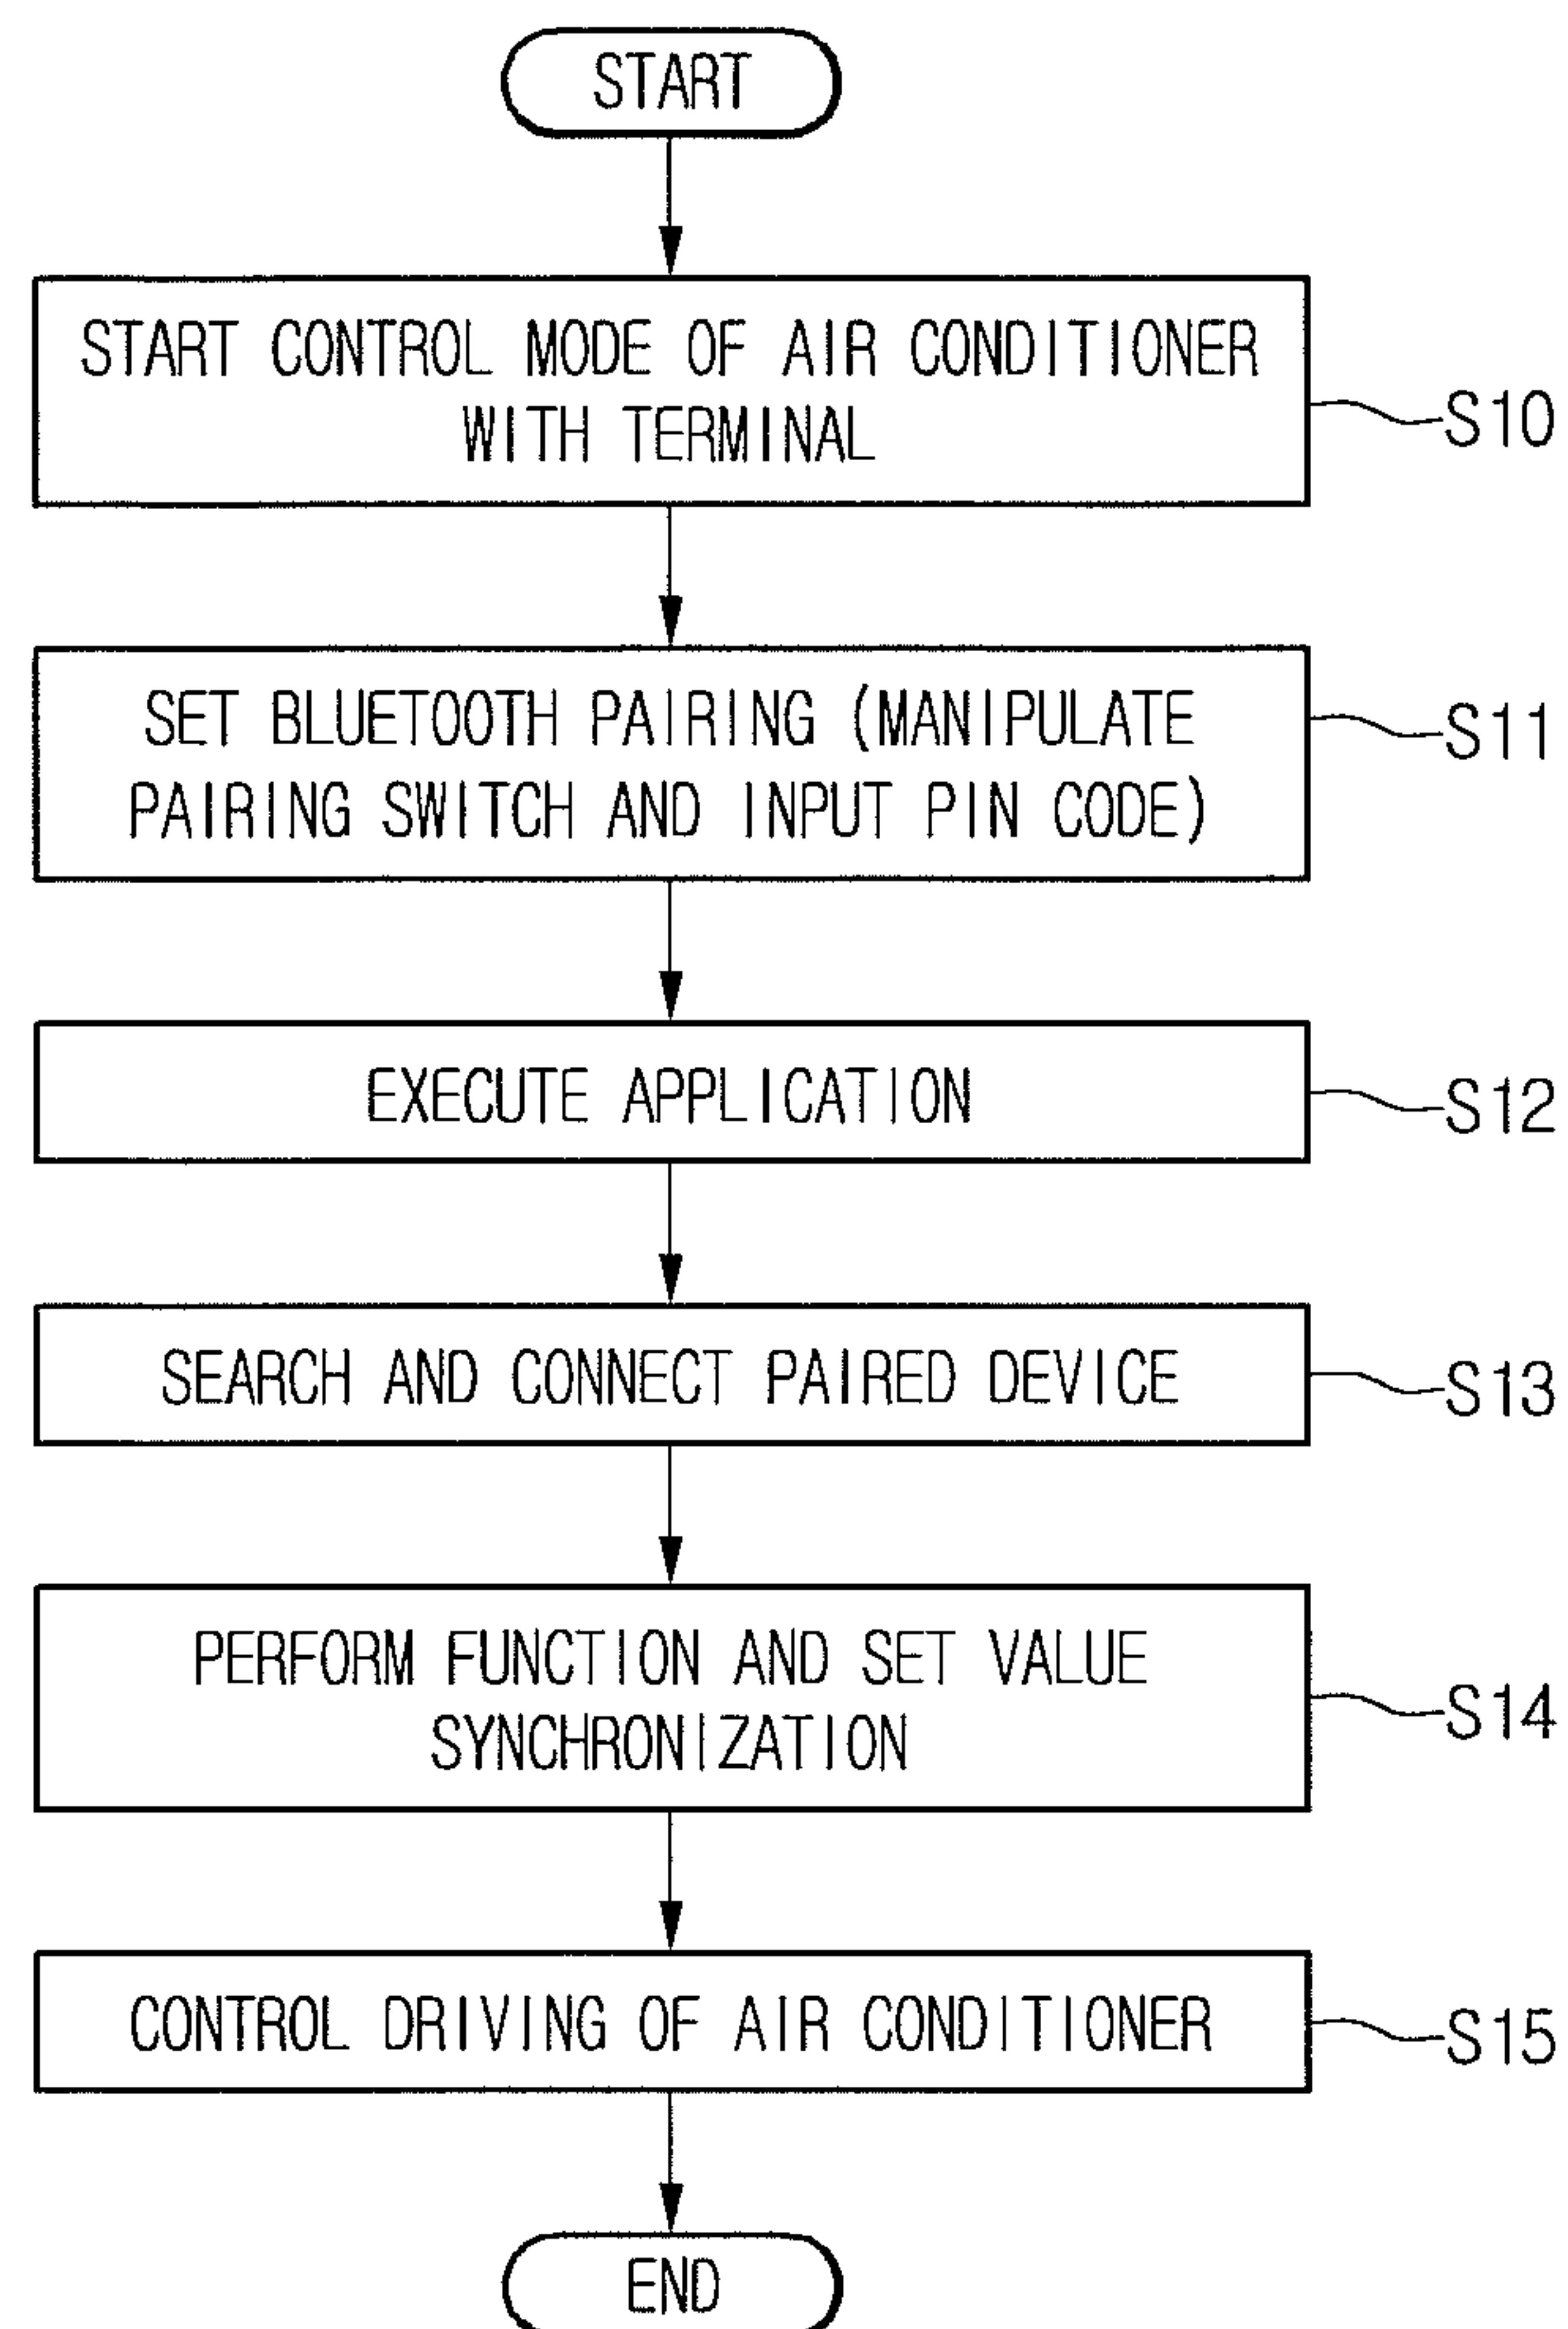 START
START CONTROL MODE OF AIR CONDITIONER
WITH TERMINAL
S10
SET BLUETOOTH PAIRING (MANIPULATE
PAIRING SWITCH AND INPUT PIN CODE)
S11
EXECUTE APPLICATION
S12
SEARCH AND CONNECT PAIRED DEVICE
S13
PERFORM FUNCTION AND SET VALUE
SYNCHRONIZATION
S14
CONTROL DRIVING OF AIR CONDITIONER
S15
END